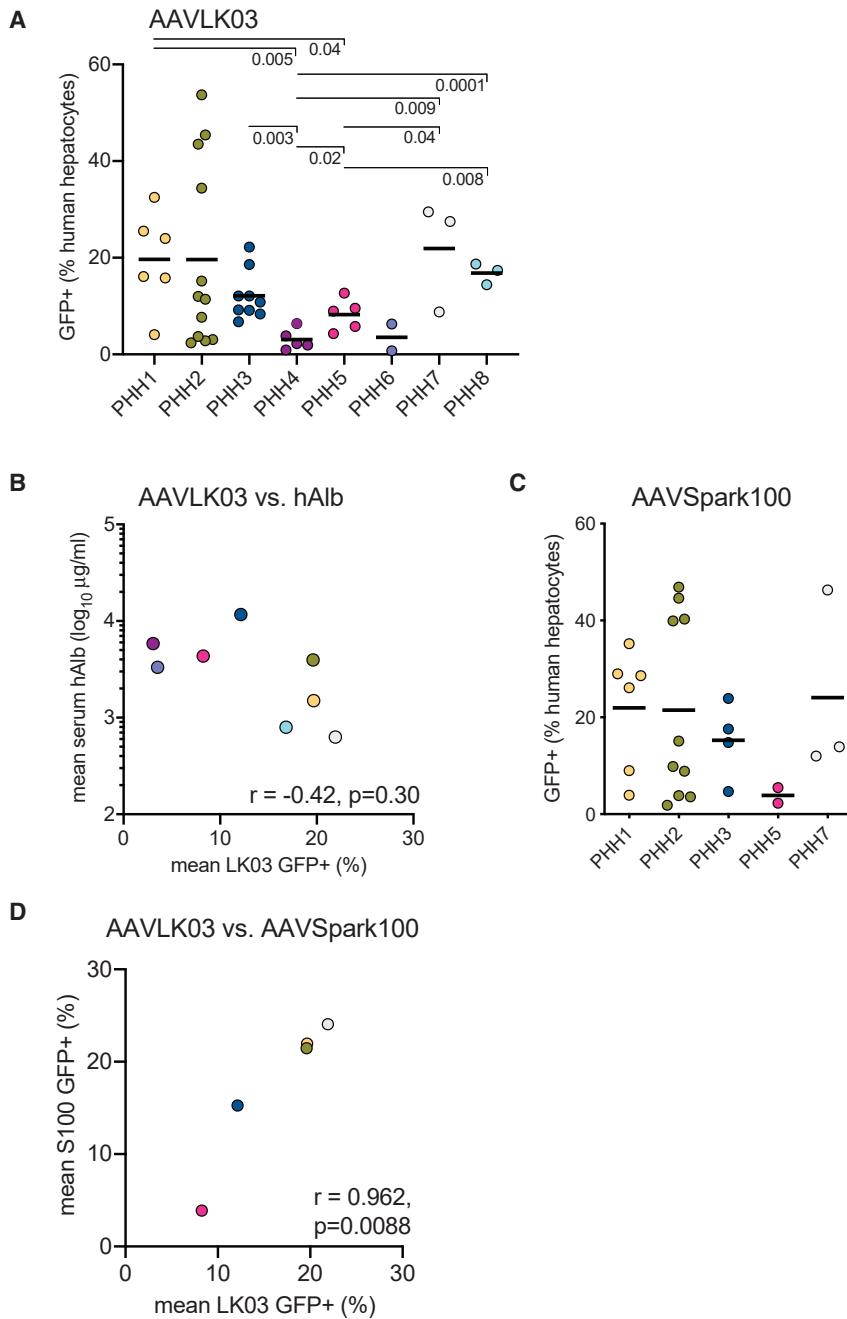 A
AAVLK03
0.04
0.005
0.0001
0.009
0.003
0.04
0.02
0.008
GFP+ (% human hepatocytes)
60
40
20
0
PHH1
PHH2
PHH3
PHH4
PHH5
PHH6
PHH7
PHH8
B
AAVLK03 vs. hAlb
mean serum hAlb (log10 μg/ml)
5
4
3
2
r = -0.42, p=0.30
0
10
20
30
mean LK03 GFP+ (%)
C
AAVSpark100
GFP+ (% human hepatocytes)
60
40
20
0
PHH1
PHH2
PHH3
PHH5
PHH7
D
AAVLK03 vs. AAVSpark100
mean S100 GFP+ (%)
30
20
10
0
r = 0.962,
p=0.0088
0
10
20
30
mean LK03 GFP+ (%)